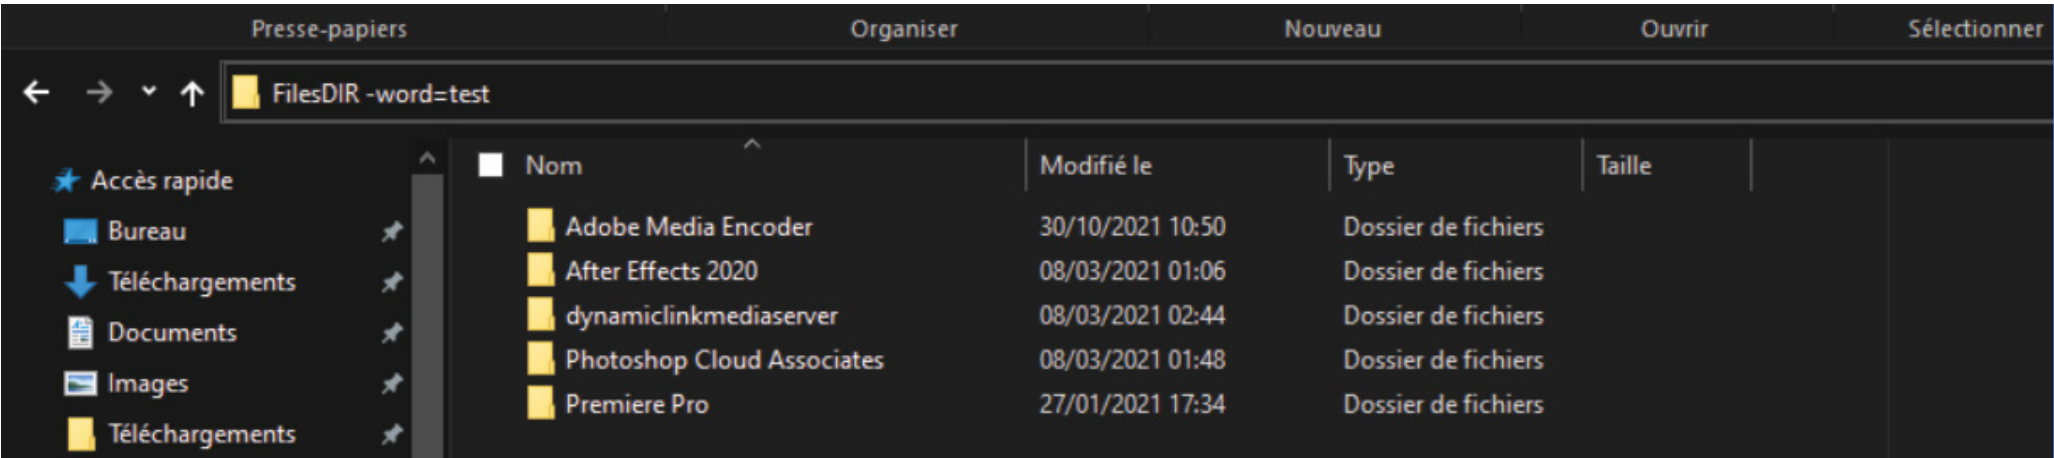 Presse-papiers Organiser Nouveau Ouvrir Sélectionner
FilesDIR -word=test
Accès rapide
Bureau
Téléchargements
Documents
Images
Téléchargements
Nom Modifié le Type Taille
Adobe Media Encoder 30/10/2021 10:50 Dossier de fichiers
After Effects 2020 08/03/2021 01:06 Dossier de fichiers
dynamiclinkmediaserver 08/03/2021 02:44 Dossier de fichiers
Photoshop Cloud Associates 08/03/2021 01:48 Dossier de fichiers
Premiere Pro 27/01/2021 17:34 Dossier de fichiers